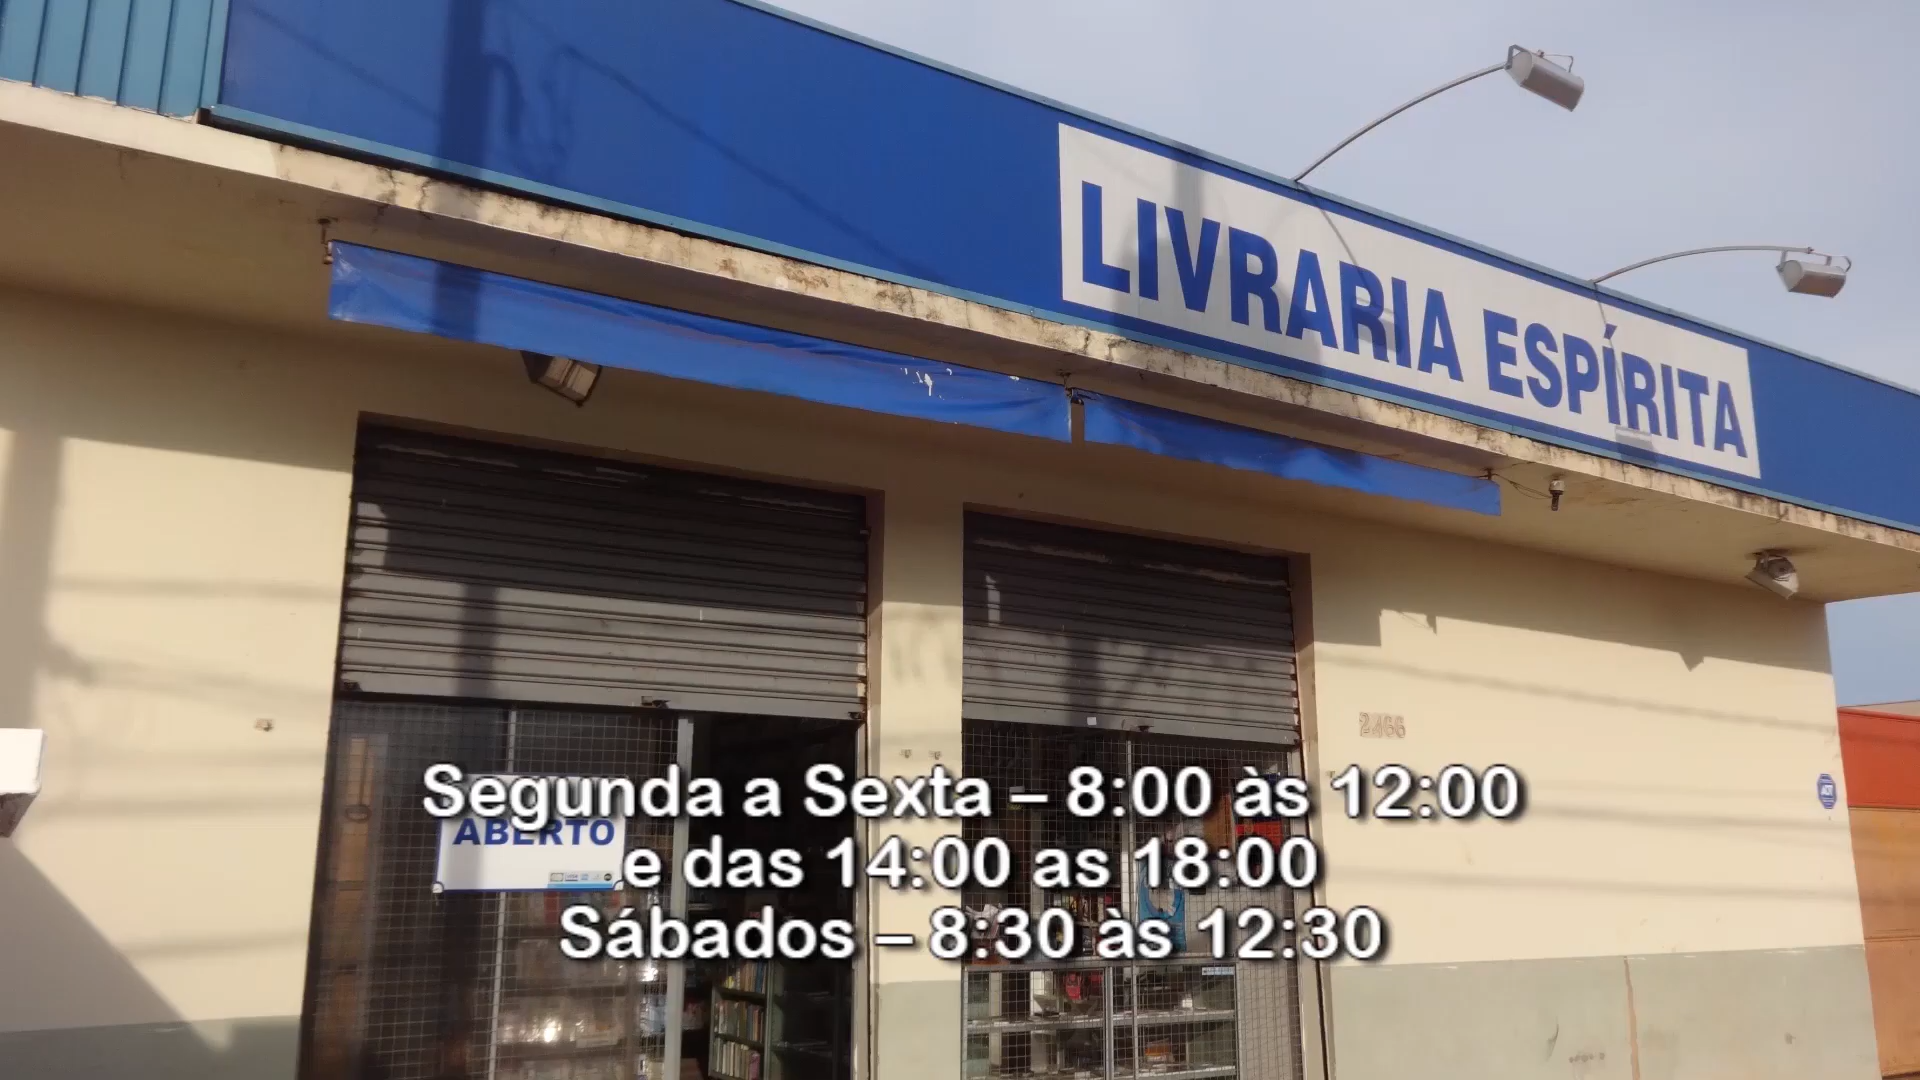 LIVRARIA ESPÍRITA
2466
ADT
Segunda a Sexta – 8:00 às 12:00
ABERTO
e das 14:00 as 18:00
Sábados – 8:30 às 12:30